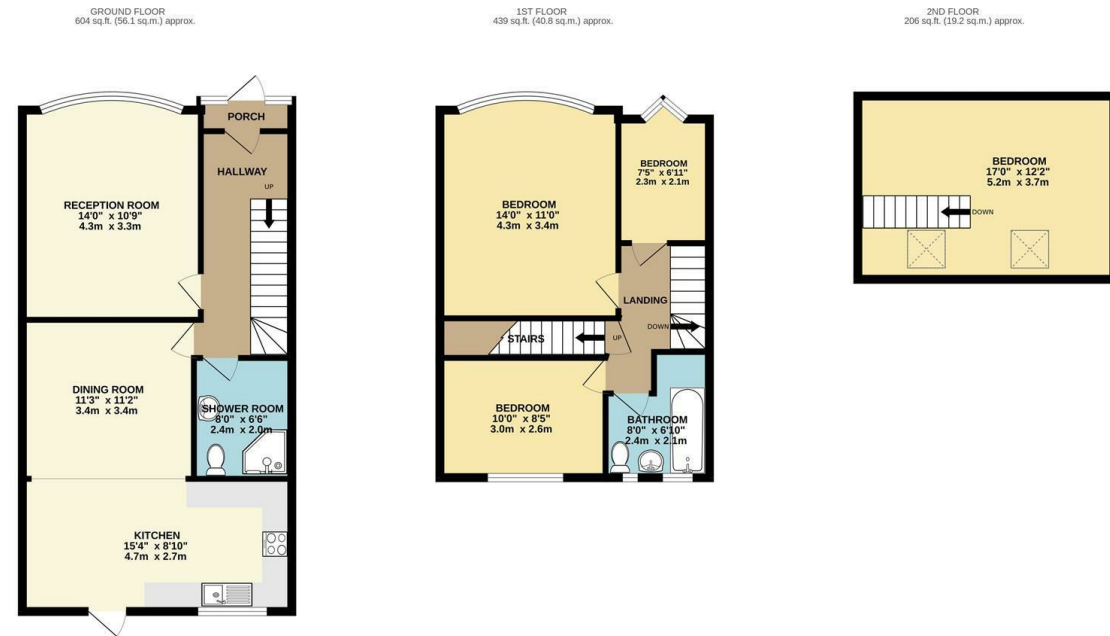 GROUND FLOOR
604 sq.ft. (56.1 sq.m.) approx.
PORCH
HALLWAY
UP
RECEPTION ROOM
14'0" x 10'9"
4.3m x 3.3m
DINING ROOM
11'3" x 11'2"
3.4m x 3.4m
SHOWER ROOM
8'0" x 6'6"
2.4m x 2.0m
KITCHEN
15'4" x 8'10"
4.7m x 2.7m
1ST FLOOR
439 sq.ft. (40.8 sq.m.) approx.
BEDROOM
7'5" x 6'11"
2.3m x 2.1m
BEDROOM
14'0" x 11'0"
4.3m x 3.4m
LANDING
DOWN
STAIRS
UP
BEDROOM
10'0" x 8'5"
3.0m x 2.6m
BATHROOM
8'0" x 6'10"
2.4m x 2.1m
2ND FLOOR
206 sq.ft. (19.2 sq.m.) approx.
BEDROOM
17'0" x 12'2"
5.2m x 3.7m
DOWN